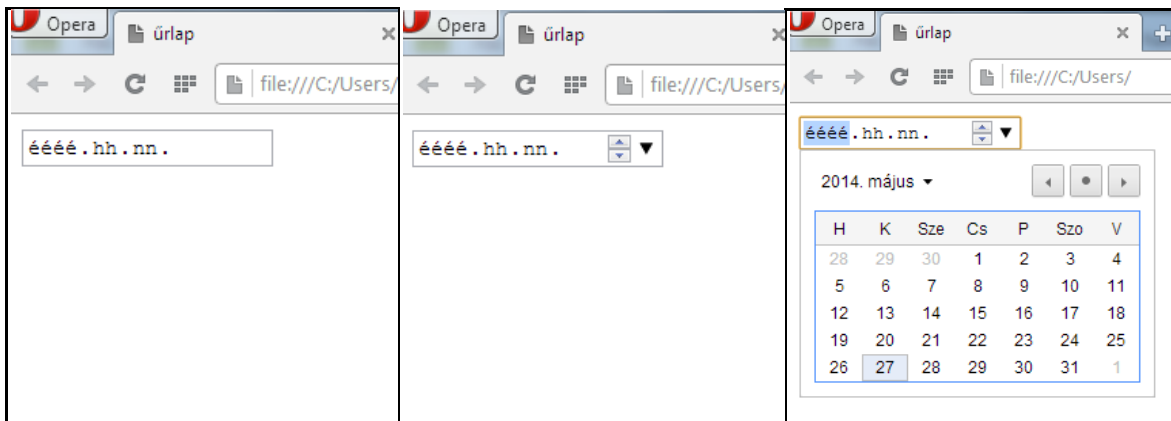 Opera
űrlap
file:///C:/Users/
éééé.hh.nn.
Opera
űrlap
file:///C:/Users/
éééé.hh.nn.
Opera
űrlap
file:///C:/Users/
éééé.hh.nn.
2014. május
H K Sze Cs P Szo V
28 29 30 1 2 3 4
5 6 7 8 9 10 11
12 13 14 15 16 17 18
19 20 21 22 23 24 25
26 27 28 29 30 31 1